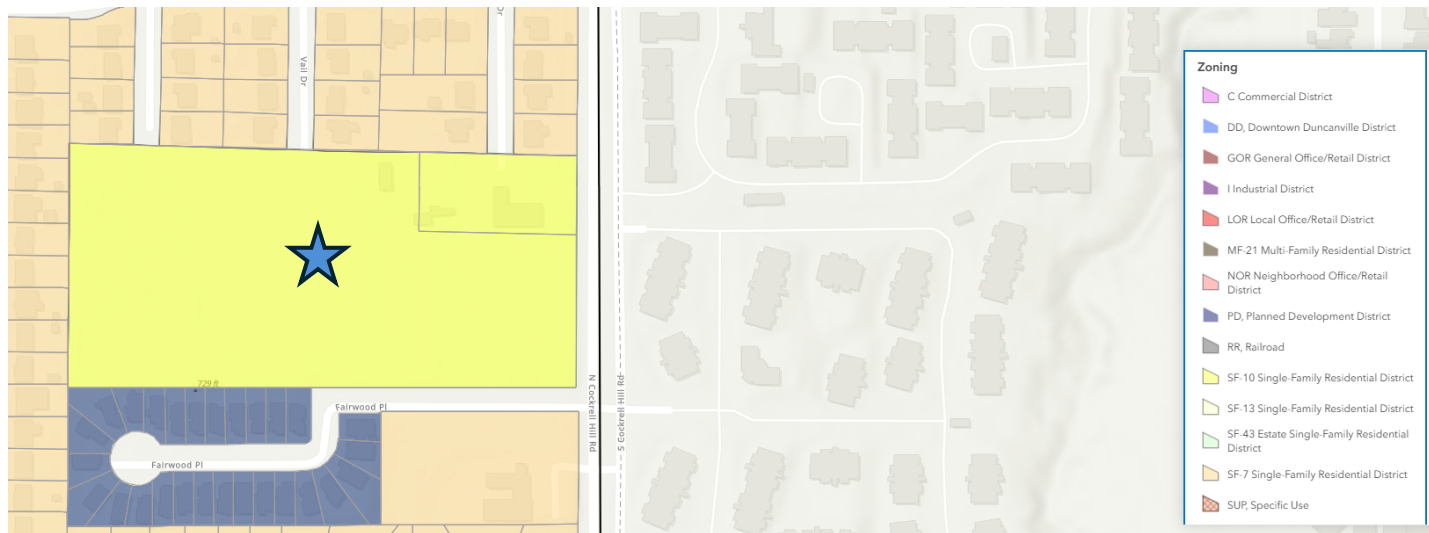 Dr
Vail Dr
729 ft
Fairwood Pl
Fairwood Pl
N Cockrell Hill Rd
S Cockrell Hill Rd
Zoning
C Commercial District
DD, Downtown Duncanville District
GOR General Office/Retail District
I Industrial District
LOR Local Office/Retail District
MF-21 Multi-Family Residential District
NOR Neighborhood Office/Retail
District
PD, Planned Development District
RR, Railroad
SF-10 Single-Family Residential District
SF-13 Single-Family Residential District
SF-43 Estate Single-Family Residential
District
SF-7 Single-Family Residential District
SUP, Specific Use